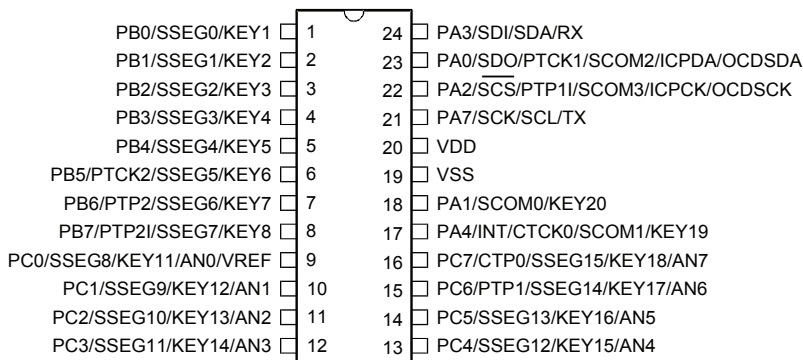 PB0/SSEG0/KEY1 1 24 PA3/SDI/SDA/RX
PB1/SSEG1/KEY2 2 23 PA0/SDO/PTCK1/SCOM2/ICPDA/OCDSDA
PB2/SSEG2/KEY3 3 22 PA2/SCS/PTP1I/SCOM3/ICPCK/OCDSCK
PB3/SSEG3/KEY4 4 21 PA7/SCK/SCL/TX
PB4/SSEG4/KEY5 5 20 VDD
PB5/PTCK2/SSEG5/KEY6 6 19 VSS
PB6/PTP2/SSEG6/KEY7 7 18 PA1/SCOM0/KEY20
PB7/PTP2I/SSEG7/KEY8 8 17 PA4/INT/CTCK0/SCOM1/KEY19
PC0/SSEG8/KEY11/AN0/VREF 9 16 PC7/CTP0/SSEG15/KEY18/AN7
PC1/SSEG9/KEY12/AN1 10 15 PC6/PTP1/SSEG14/KEY17/AN6
PC2/SSEG10/KEY13/AN2 11 14 PC5/SSEG13/KEY16/AN5
PC3/SSEG11/KEY14/AN3 12 13 PC4/SSEG12/KEY15/AN4